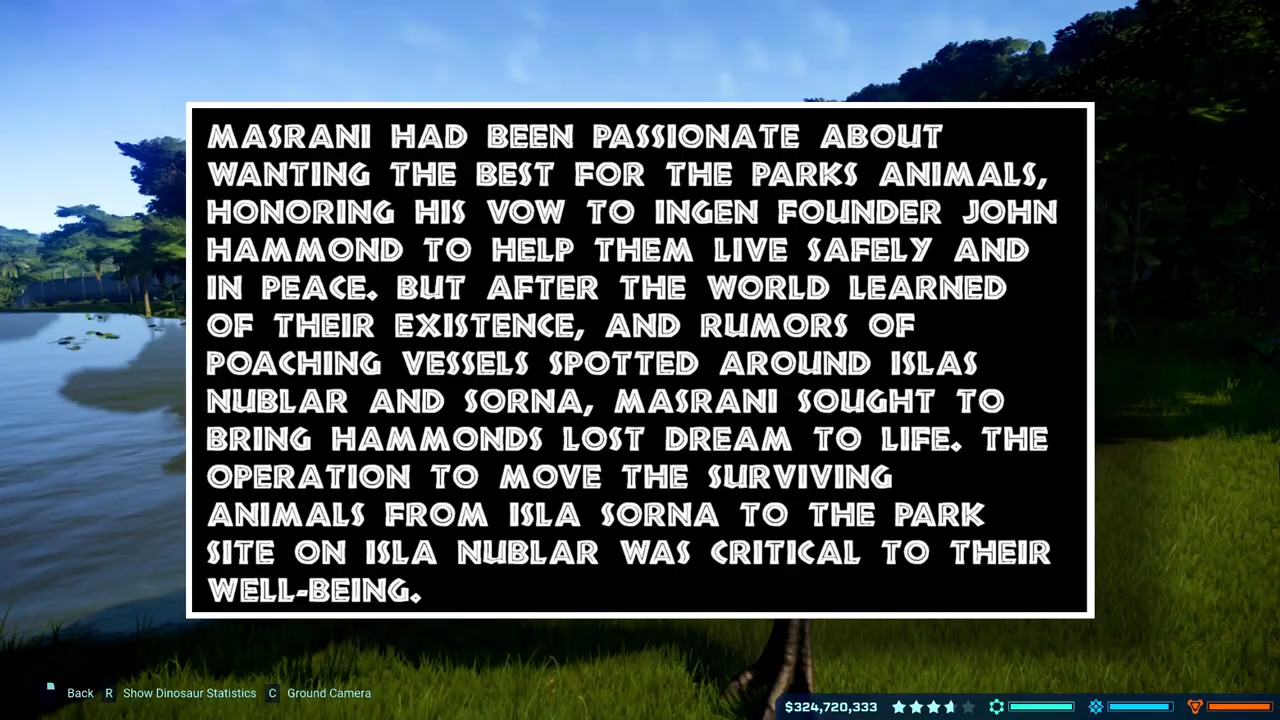 MASRANI HAD BEEN PASSIONATE ABOUT
WANTING THE BEST FOR THE PARKS ANIMALS,
HONORING HIS VOW TO INGEN FOUNDER JOHN
HAMMOND TO HELP THEM LIVE SAFELY AND
IN PEACE. BUT AFTER THE WORLD LEARNED
OF THEIR EXISTENCE, AND RUMORS OF
POACHING VESSELS SPOTTED AROUND ISLAS
NUBLAR AND SORNA, MASRANI SOUGHT TO
BRING HAMMONDS LOST DREAM TO LIFE. THE
OPERATION TO MOVE THE SURVIVING
ANIMALS FROM ISLA SORNA TO THE PARK
SITE ON ISLA NUBLAR WAS CRITICAL TO THEIR
WELL-BEING.
Back R Show Dinosaur Statistics C Ground Camera
$324,720,333